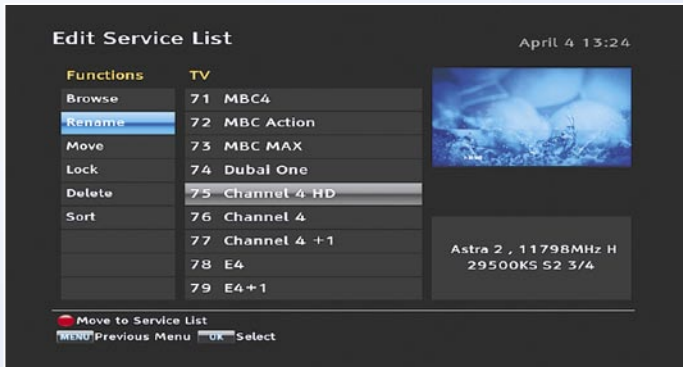 Edit Service List
April 4 13:24
Functions
TV
Browse
71 MBC4
Rename
72 MBC Action
Move
73 MBC MAX
Lock
74 Dubai One
Delete
75 Channel 4 HD
Sort
76 Channel 4
77 Channel 4 +1
78 E4
79 E4+1
Astra 2 , 11798MHz H
29500KS S2 3/4
Move to Service List
MENU Previous Menu OK Select